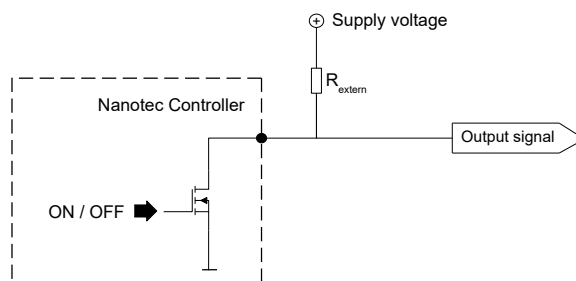 Supply voltage
R extern
Nanotec Controller
Output signal
ON / OFF